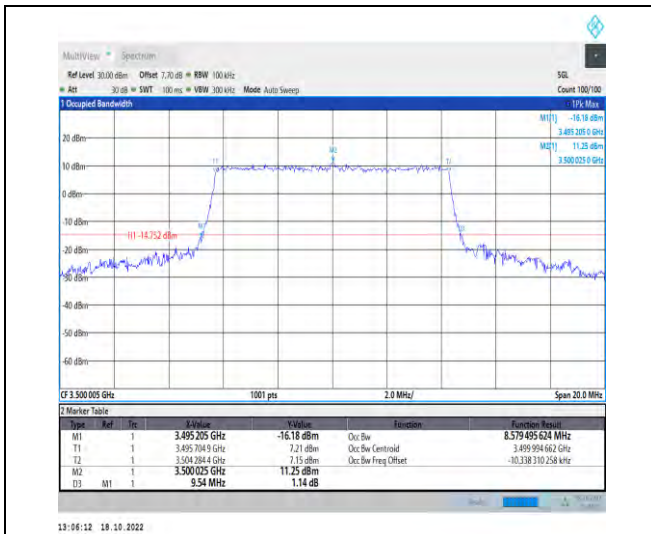 MultiView Spectrum
Ref Level 30.00 dBm Offset 7.70 dB RBW 100 kHz SGL
Att 30 dB SWT 100 ms VBW 300 kHz Mode Auto Sweep Count 100/100
1 Occupied Bandwidth 1Pk Max
M1[1] -16.18 dBm
3.495 205 0 GHz
20 dBm
M2[1] 11.25 dBm
3.500 025 0 GHz
M2
10 dBm
T1
0 dBm
-10 dBm
H1 -14.752 dBm
-20 dBm
-30 dBm
-40 dBm
-50 dBm
-60 dBm
CF 3.500 005 GHz 1001 pts 2.0 MHz/ Span 20.0 MHz
2 Marker Table
Type Ref Trc X-Value Y-Value Function Function Result
M1 1 3.495 205 GHz -16.18 dBm Occ Bw 8.579 495 624 MHz
T1 1 3.495 704 9 GHz 7.21 dBm Occ Bw Centroid 3.499 994 662 GHz
T2 1 3.504 284 4 GHz 7.15 dBm Occ Bw Freq Offset -10.338 310 258 kHz
M2 1 3.500 025 GHz 11.25 dBm
D3 M1 1 9.54 MHz 1.14 dB
13:06:12 18.10.2022